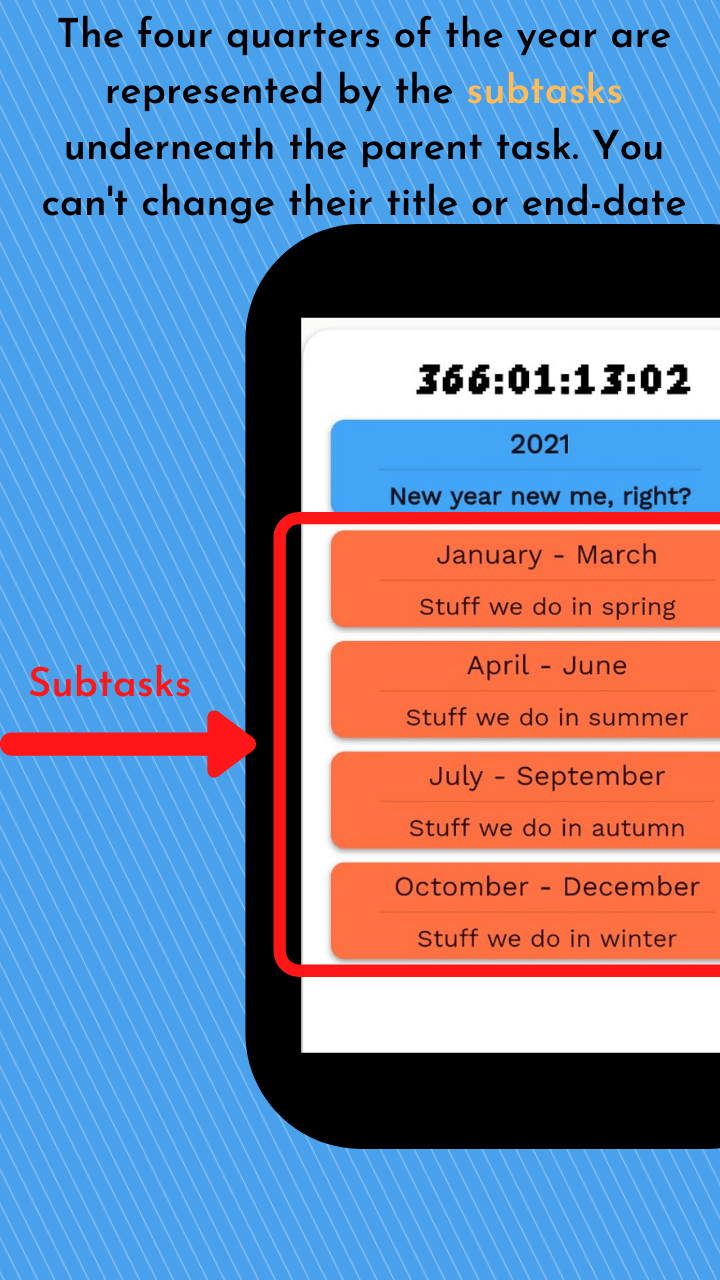 The four quarters of the year are
represented by the subtasks
underneath the parent task. You
can't change their title or end-date
366:01:13:02
2021
New year new me, right?
January - March
Stuff we do in spring
Subtasks
April - June
Stuff we do in summer
July - September
Stuff we do in autumn
Octomber - December
Stuff we do in winter